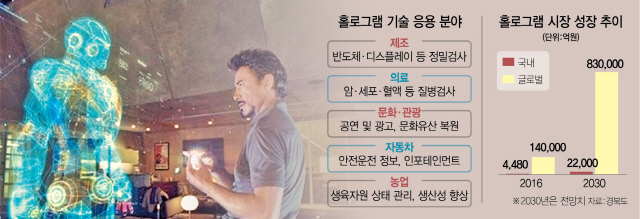 홀로그램 기술 응용 분야
제조
반도체·디스플레이 등 정밀검사
의료
암·세포·혈액 등 질병검사
문화·관광
공연 및 광고, 문화유산 복원
자동차
안전운전 정보, 인포테인먼트
농업
생육자원 상태 관리, 생산성 향상
홀로그램 시장 성장 추이
(단위:억원)
국내
글로벌
830,000
140,000
4,480
22,000
2016
2030
※2030년은 전망치 자료:경북도